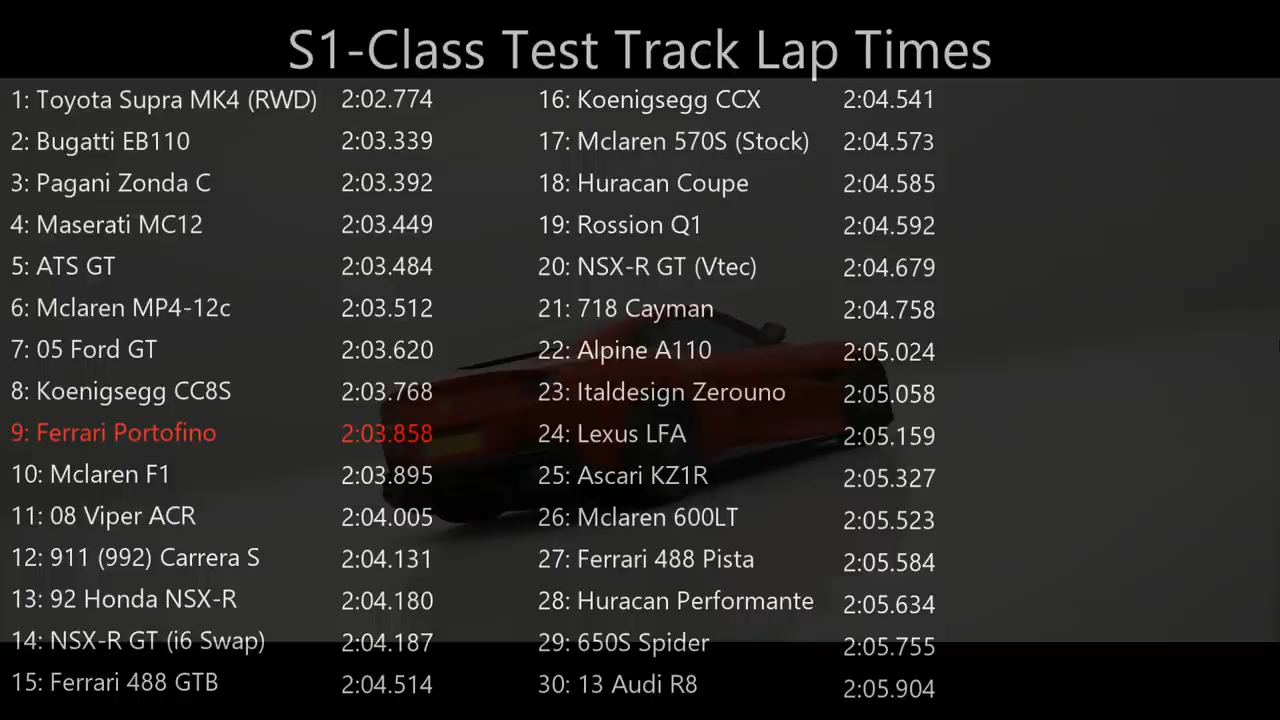 S1-Class Test Track Lap Times
1: Toyota Supra MK4 (RWD) 2:02.774
2: Bugatti EB110 2:03.339
3: Pagani Zonda C 2:03.392
4: Maserati MC12 2:03.449
5: ATS GT 2:03.484
6: Mclaren MP4-12c 2:03.512
7: 05 Ford GT 2:03.620
8: Koenigsegg CC8S 2:03.768
9: Ferrari Portofino 2:03.858
10: Mclaren F1 2:03.895
11: 08 Viper ACR 2:04.005
12: 911 (992) Carrera S 2:04.131
13: 92 Honda NSX-R 2:04.180
14: NSX-R GT (i6 Swap) 2:04.187
15: Ferrari 488 GTB 2:04.514
16: Koenigsegg CCX 2:04.541
17: Mclaren 570S (Stock) 2:04.573
18: Huracan Coupe 2:04.585
19: Rossion Q1 2:04.592
20: NSX-R GT (Vtec) 2:04.679
21: 718 Cayman 2:04.758
22: Alpine A110 2:05.024
23: Italdesign Zerouno 2:05.058
24: Lexus LFA 2:05.159
25: Ascari KZ1R 2:05.327
26: Mclaren 600LT 2:05.523
27: Ferrari 488 Pista 2:05.584
28: Huracan Performante 2:05.634
29: 650S Spider 2:05.755
30: 13 Audi R8 2:05.904